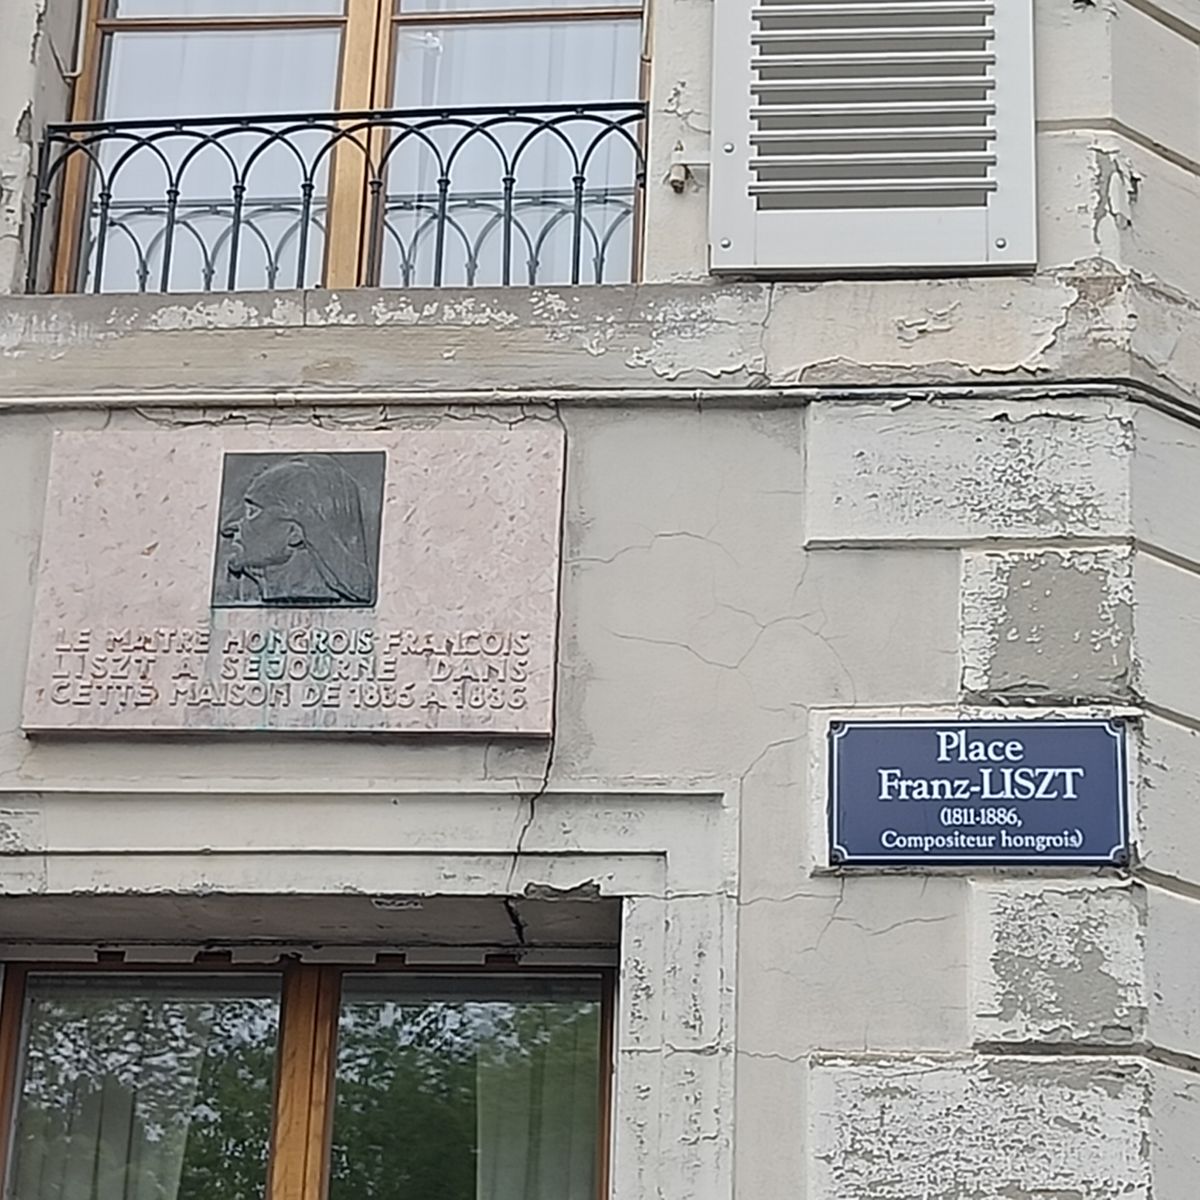 LE MAITRE HONGROIS FRANCOIS
LISZT A SEJOURNE DANS
CETTE MAISON DE 1835 A 1836
Place
Franz-LISZT
(1811-1886,
Compositeur hongrois)